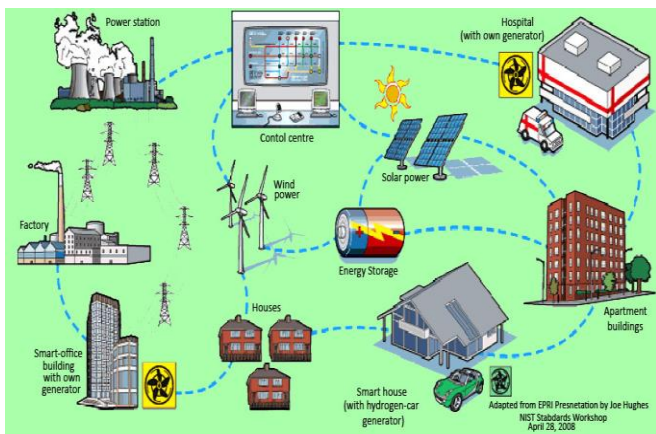 Power station
Contol centre
Hospital
(with own generator)
Solar power
Wind
power
Factory
Energy Storage
Houses
Apartment
buildings
Smart-office
building
with own
generator
Smart house
(with hydrogen-car
generator)
Adapted from EPRI Presnetation by Joe Hughes
NIST Stabdards Workshop
April 28, 2008